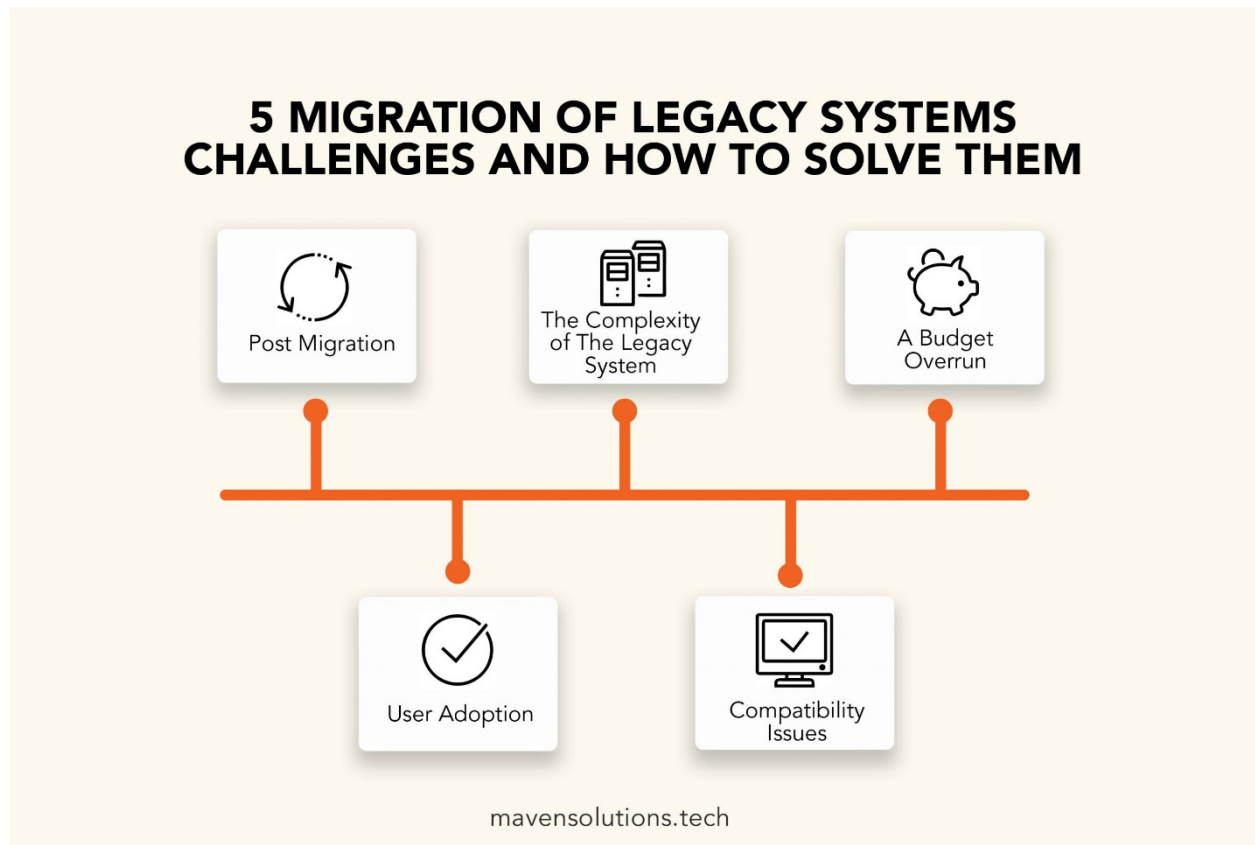 5 MIGRATION OF LEGACY SYSTEMS
CHALLENGES AND HOW TO SOLVE THEM
Post Migration
The Complexity
of The Legacy
System
A Budget
Overrun
User Adoption
Compatibility
Issues
mavensolutions.tech